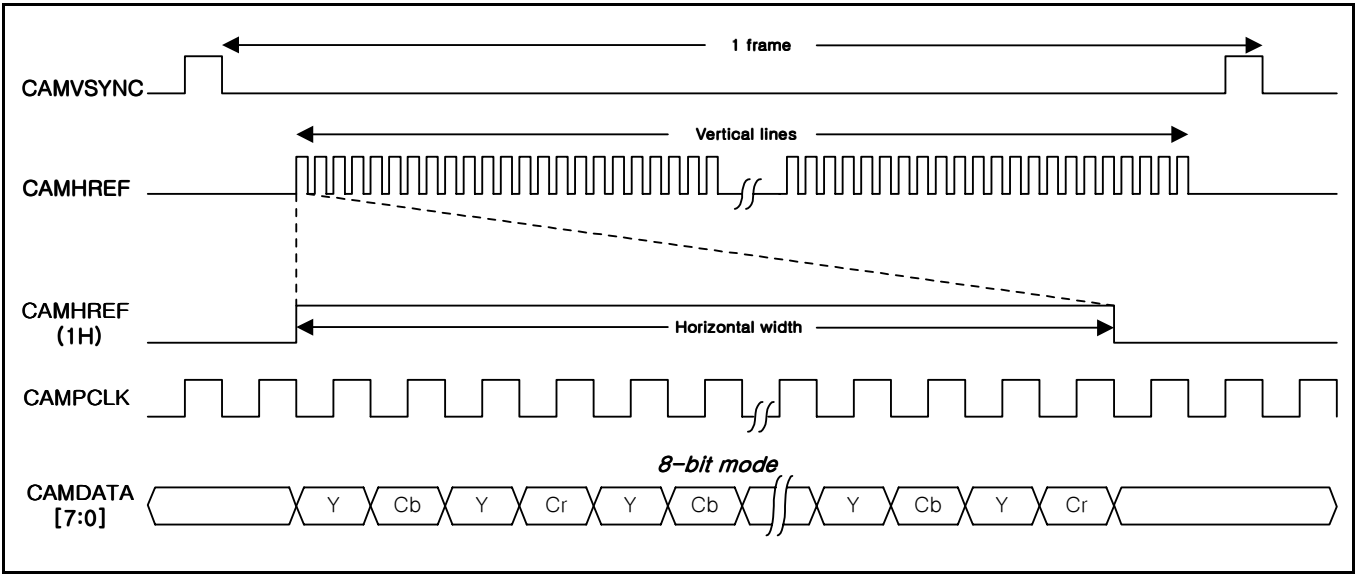 1 frame
CAMVSYNC
Vertical lines
CAMHREF
CAMHREF
(1H)
Horizontal width
CAMPCLK
8-bit mode
CAMDATA
[7:0]
Y Cb Y Cr Y Cb Y Cb Y Cr